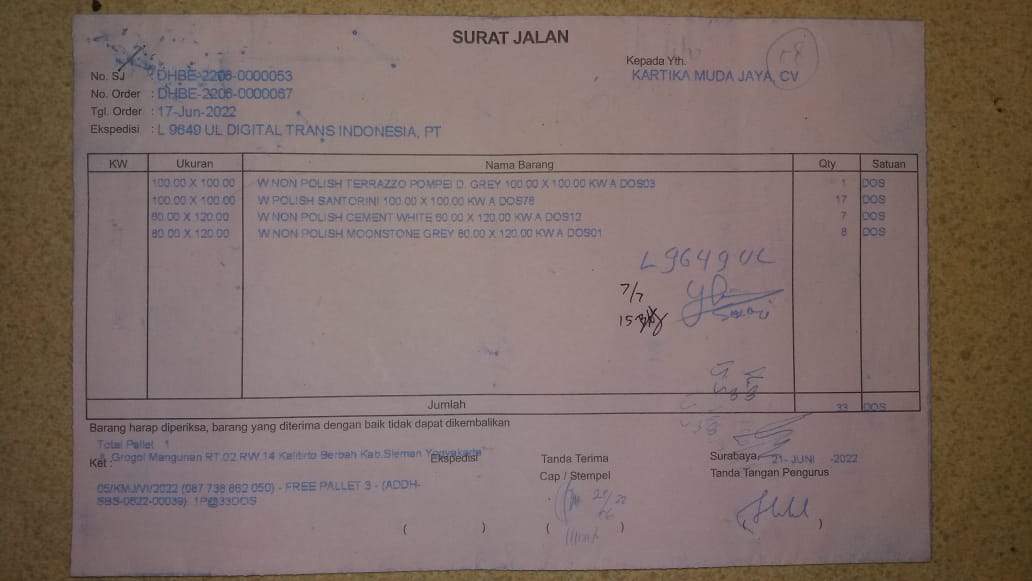 SURAT JALAN
No. SJ : DHBE-2206-0000053
No. Order : DHBE-2206-0000067
Tgl. Order : 17-Jun-2022
Ekspedisi : L 9649 UL DIGITAL TRANS INDONESIA, PT
Kepada Yth.
KARTIKA MUDA JAYA, CV
KW Ukuran Nama Barang Qty Satuan
100.00 X 100.00 W NON POLISH TERRAZZO POMPEI D. GREY 100.00 X 100.00 KW A DOS03 1 DOS
100.00 X 100.00 W POLISH SANTORINI 100.00 X 100.00 KW A DOS78 17 DOS
60.00 X 120.00 W NON POLISH CEMENT WHITE 60.00 X 120.00 KW A DOS12 7 DOS
60.00 X 120.00 W NON POLISH MOONSTONE GREY 60.00 X 120.00 KW A DOS01 8 DOS
L 9649 UL
7/7
15
Jumlah 33 DOS
Barang harap diperiksa, barang yang diterima dengan baik tidak dapat dikembalikan
Total Pallet : 1
Ket : Grogol Mangunan RT.02 RW.14 Kalitirto Berbah Kab.Sleman Yogyakarta
05/KMJ/VI/2022 (087 738 862 050) - FREE PALLET 3 - (ADDH-
SBS-0622-00039). 1P@33DOS
Ekspedisi
( )
Tanda Terima
Cap / Stempel
( )
Surabaya, 21- JUNI -2022
Tanda Tangan Pengurus
( )